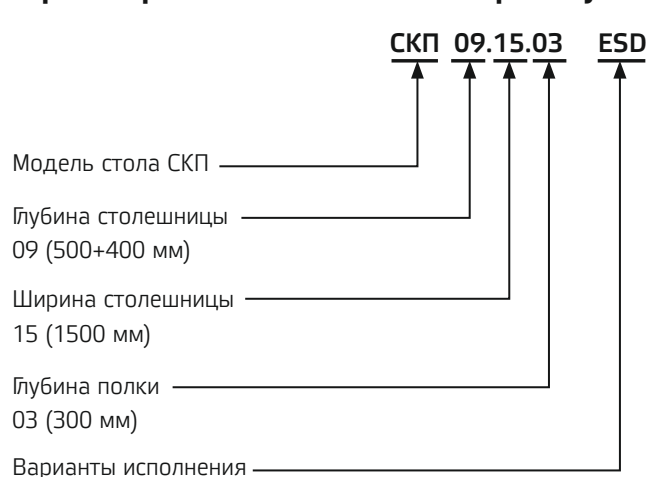 СКП 09.15.03 ESD
Модель стола СКП
Глубина столешницы
09 (500+400 мм)
Ширина столешницы
15 (1500 мм)
Глубина полки
03 (300 мм)
Варианты исполнения